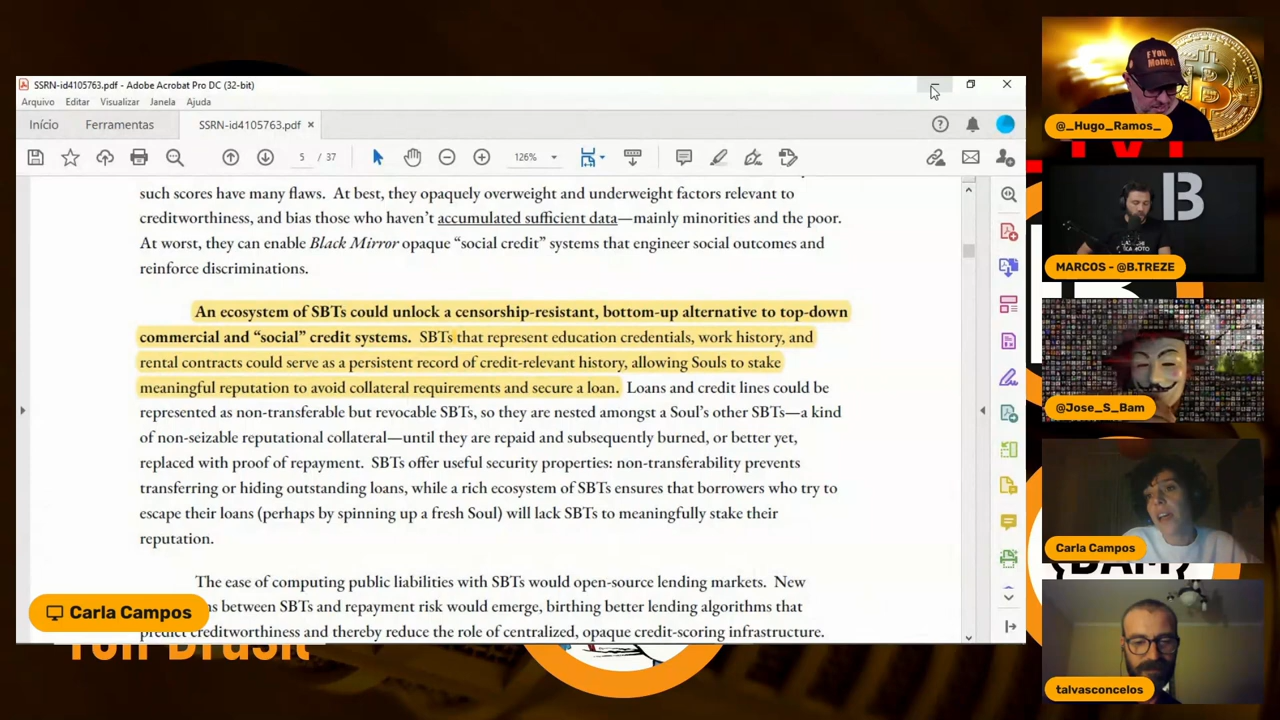 SSRN-id4105763.pdf - Adobe Acrobat Pro DC (32-bit)
Arquivo Editar Visualizar Janela Ajuda
Início Ferramentas SSRN-id4105763.pdf ×
5 / 37 126%
such scores have many flaws. At best, they opaquely overweight and underweight factors relevant to
creditworthiness, and bias those who haven't accumulated sufficient data—mainly minorities and the poor.
At worst, they can enable Black Mirror opaque “social credit” systems that engineer social outcomes and
reinforce discriminations.
An ecosystem of SBTs could unlock a censorship-resistant, bottom-up alternative to top-down
commercial and “social” credit systems. SBTs that represent education credentials, work history, and
rental contracts could serve as a persistent record of credit-relevant history, allowing Souls to stake
meaningful reputation to avoid collateral requirements and secure a loan. Loans and credit lines could be
represented as non-transferable but revocable SBTs, so they are nested amongst a Soul's other SBTs—a kind
of non-seizable reputational collateral—until they are repaid and subsequently burned, or better yet,
replaced with proof of repayment. SBTs offer useful security properties: non-transferability prevents
transferring or hiding outstanding loans, while a rich ecosystem of SBTs ensures that borrowers who try to
escape their loans (perhaps by spinning up a fresh Soul) will lack SBTs to meaningfully stake their
reputation.
The ease of computing public liabilities with SBTs would open-source lending markets. New
between SBTs and repayment risk would emerge, birthing better lending algorithms that
predict creditworthiness and thereby reduce the role of centralized, opaque credit-scoring infrastructure.
Carla Campos
F You
Money!
@_Hugo_Ramos_
B
MARCOS - @B.TREZE
@Jose_S_Bam
Carla Campos
talvasconcelos